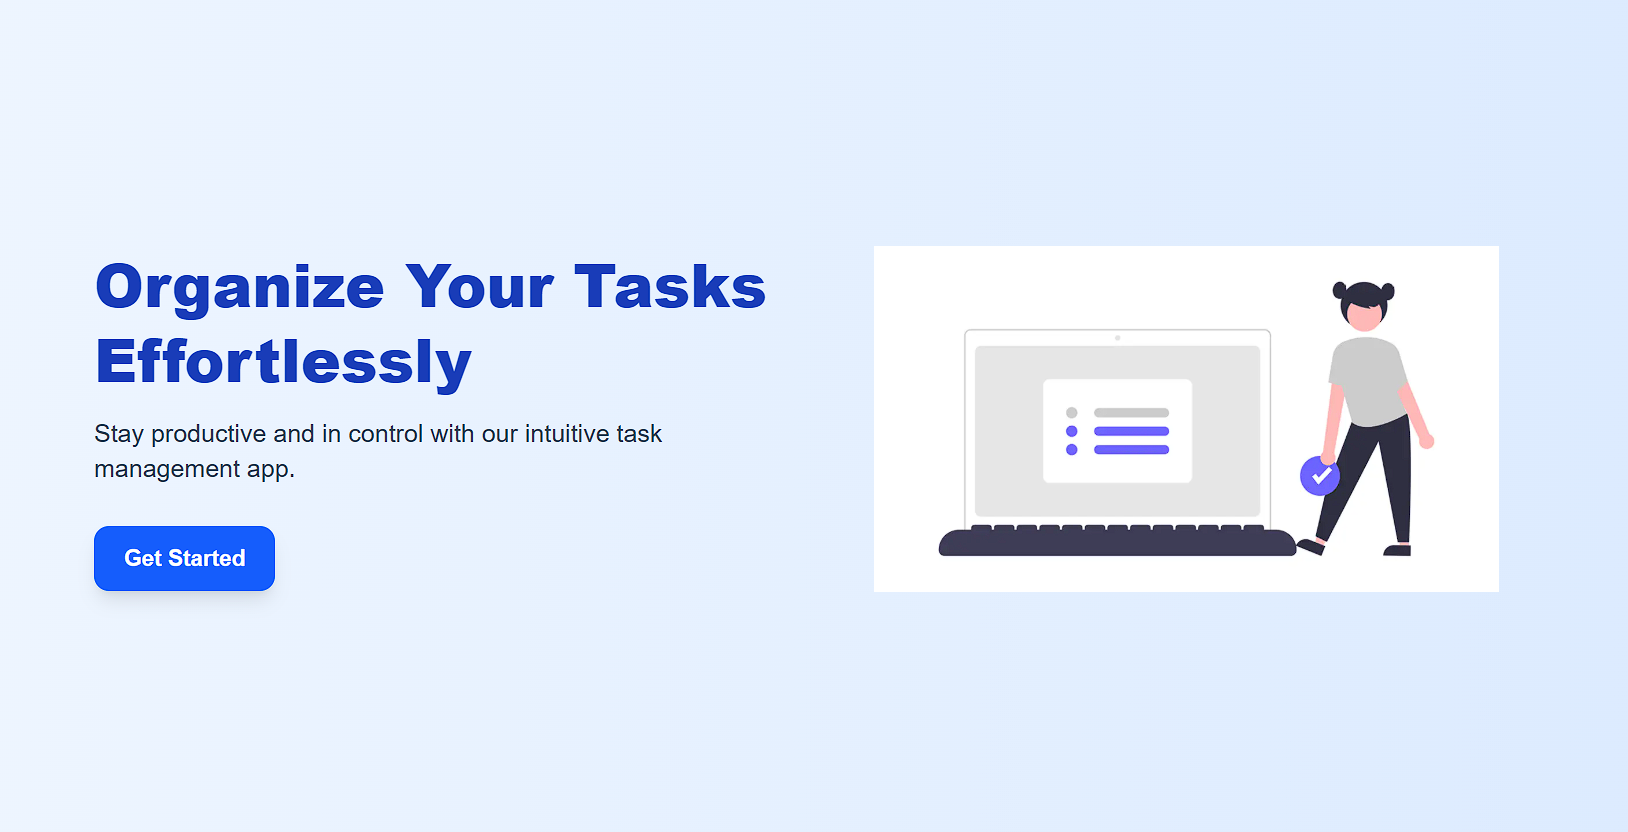 Organize Your Tasks
Effortlessly
Stay productive and in control with our intuitive task
management app.
Get Started